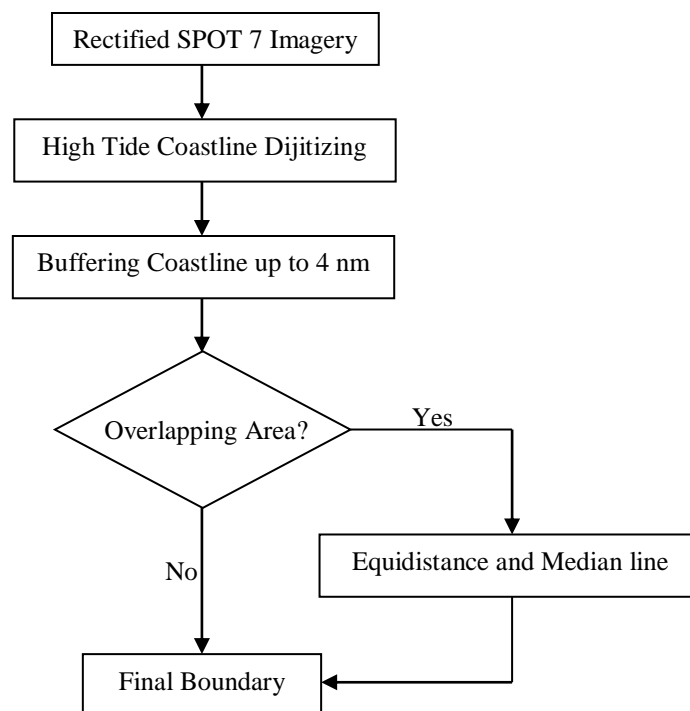 Rectified SPOT 7 Imagery
High Tide Coastline Dijitizing
Buffering Coastline up to 4 nm
Overlapping Area?
Yes
Equidistance and Median line
No
Final Boundary